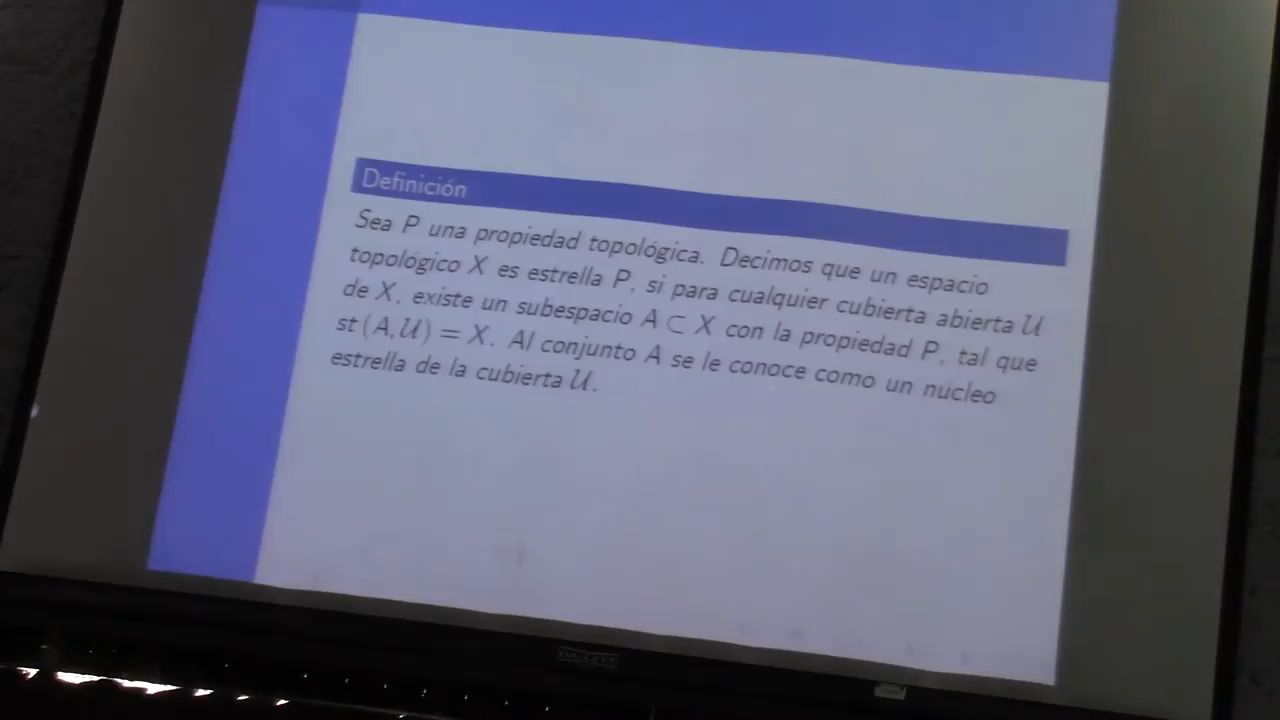 Definición
Sea P una propiedad topológica. Decimos que un espacio
topológico X es estrella P, si para cualquier cubierta abierta 𝒰
de X, existe un subespacio A ⊂ X con la propiedad P, tal que
st (A,𝒰) = X. Al conjunto A se le conoce como un núcleo
estrella de la cubierta 𝒰.